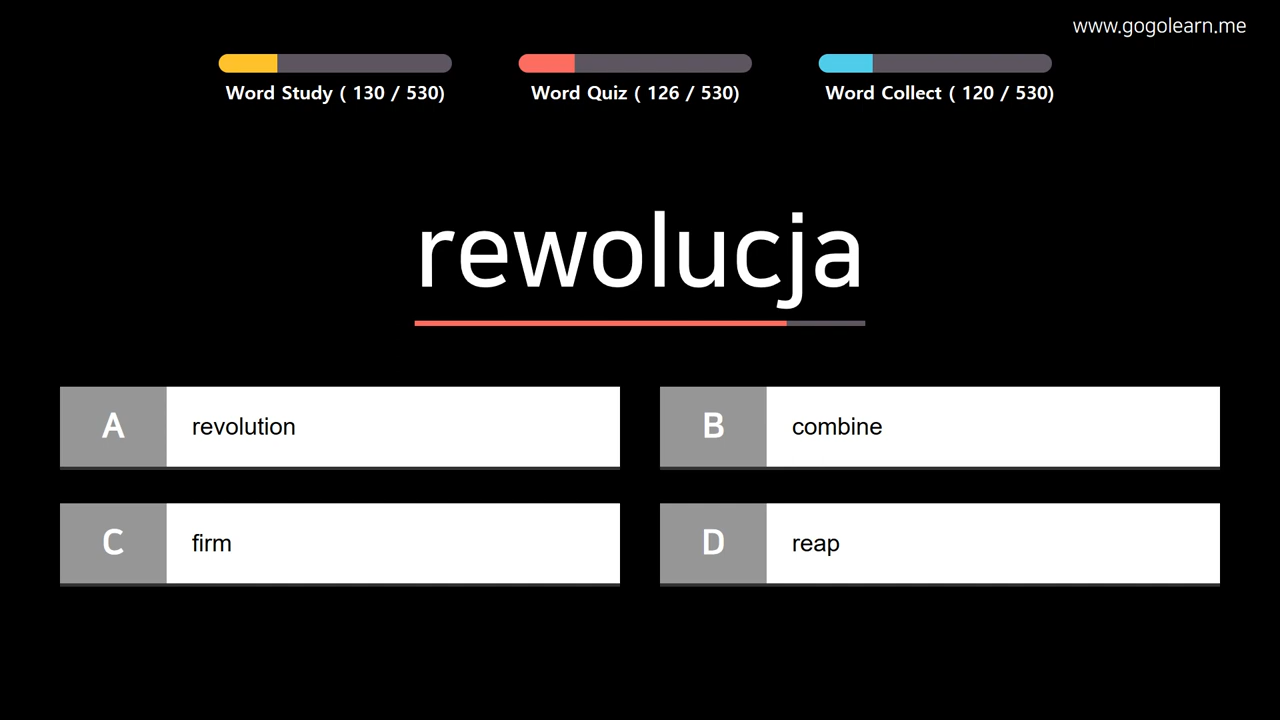 www.gogolearn.me
Word Study ( 130 / 530)
Word Quiz ( 126 / 530)
Word Collect ( 120 / 530)
rewolucja
A revolution
B combine
C firm
D reap